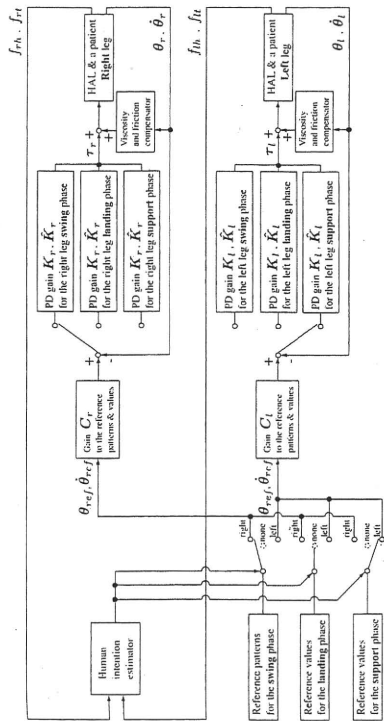 f_rh . f_rt
Human
intention
estimator
Reference patterns
for the swing phase
Reference values
for the landing phase
Reference values
for the support phase
right
none
left
right
none
left
right
none
left
θ_ref, θ̇_ref
Gain C_r
to the reference
patterns & values
+
-
PD gain K_r . K̂_r
for the right leg swing phase
PD gain K_r . K̂_r
for the right leg landing phase
PD gain K_r . K̂_r
for the right leg support phase
τ_r +
+
Viscosity
and friction
compensator
HAL & a patient
Right leg
θ_r . θ̇_r
f_lh . f_lt
θ_ref, θ̇_ref
Gain C_l
to the reference
patterns & values
+
-
PD gain K_l . K̂_l
for the left leg swing phase
PD gain K_l . K̂_l
for the left leg landing phase
PD gain K_l . K̂_l
for the left leg support phase
τ_l +
+
Viscosity
and friction
compensator
HAL & a patient
Left leg
θ_l . θ̇_l